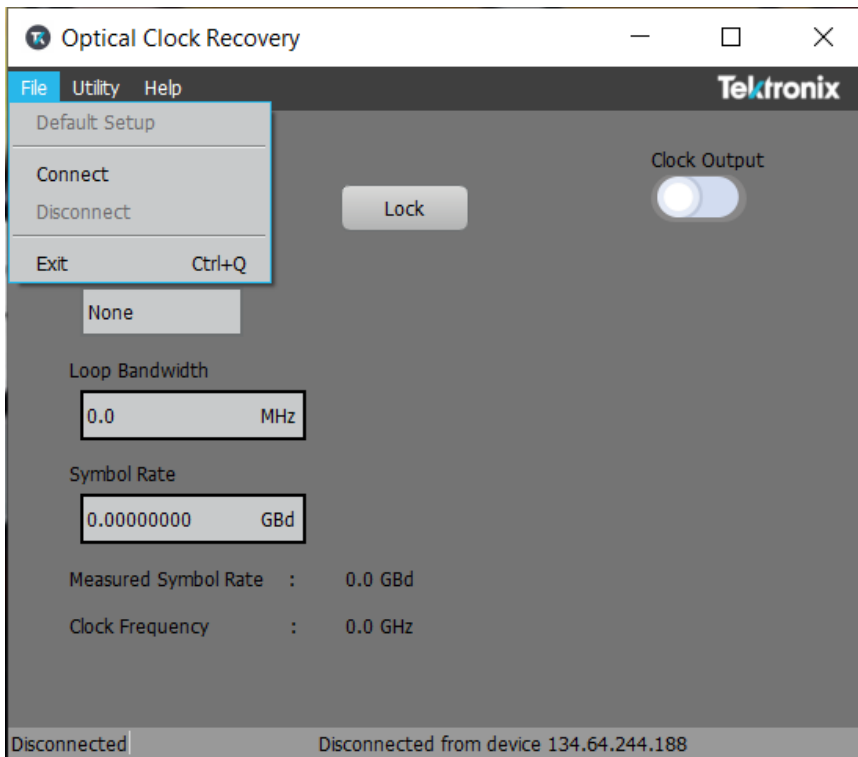 Optical Clock Recovery
File Utility Help
Tektronix
Default Setup
Connect
Disconnect
Exit Ctrl+Q
Clock Output
Lock
None
Loop Bandwidth
0.0 MHz
Symbol Rate
0.00000000 GBd
Measured Symbol Rate : 0.0 GBd
Clock Frequency : 0.0 GHz
Disconnected
Disconnected from device 134.64.244.188